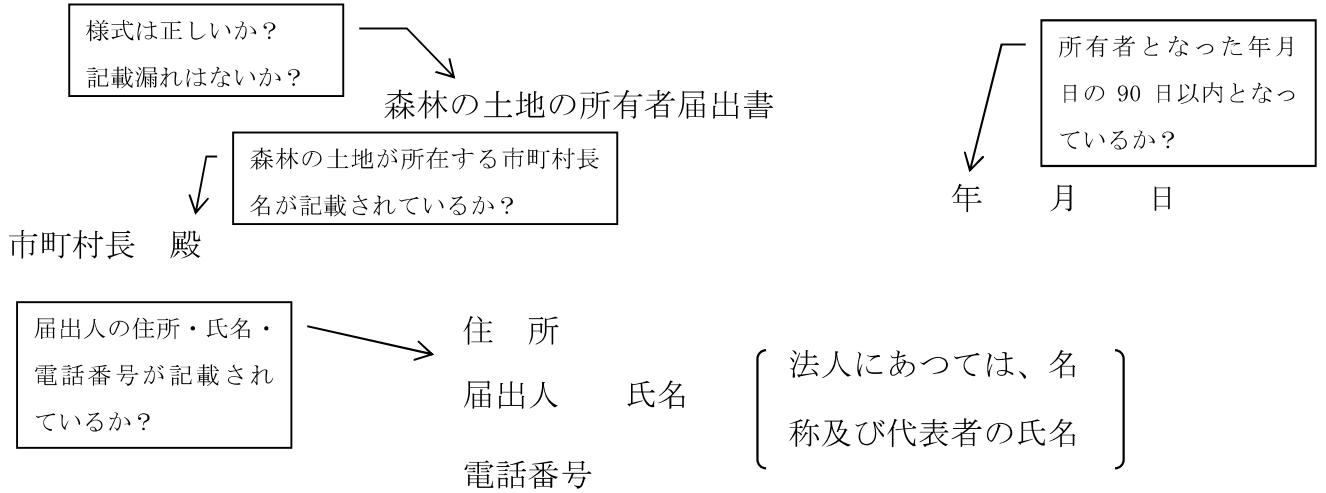 様式は正しいか？
記載漏れはないか？
所有者となった年月
日の 90 日以内となっ
ているか？
森林の土地の所有者届出書
森林の土地が所在する市町村長
名が記載されているか？
年　月　日
市町村長　殿
届出人の住所・氏名・
電話番号が記載され
ているか？
住　所
届出人　氏名
電話番号
法人にあつては、名
称及び代表者の氏名